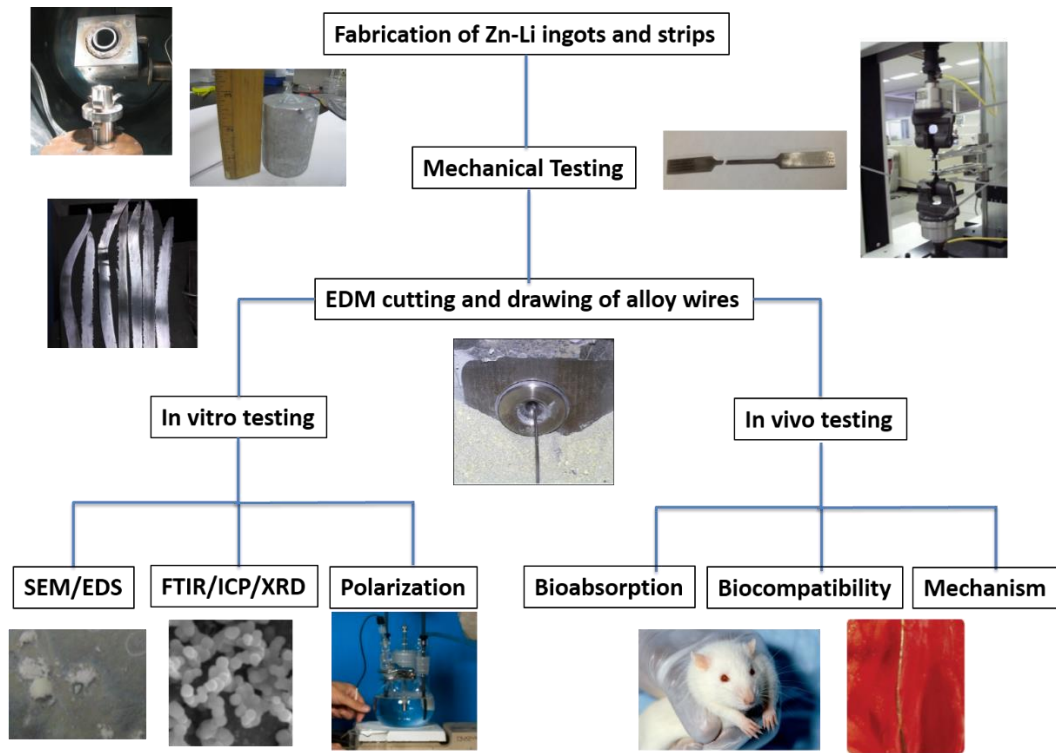 Fabrication of Zn-Li ingots and strips
Mechanical Testing
EDM cutting and drawing of alloy wires
In vitro testing
In vivo testing
SEM/EDS
FTIR/ICP/XRD
Polarization
Bioabsorption
Biocompatibility
Mechanism